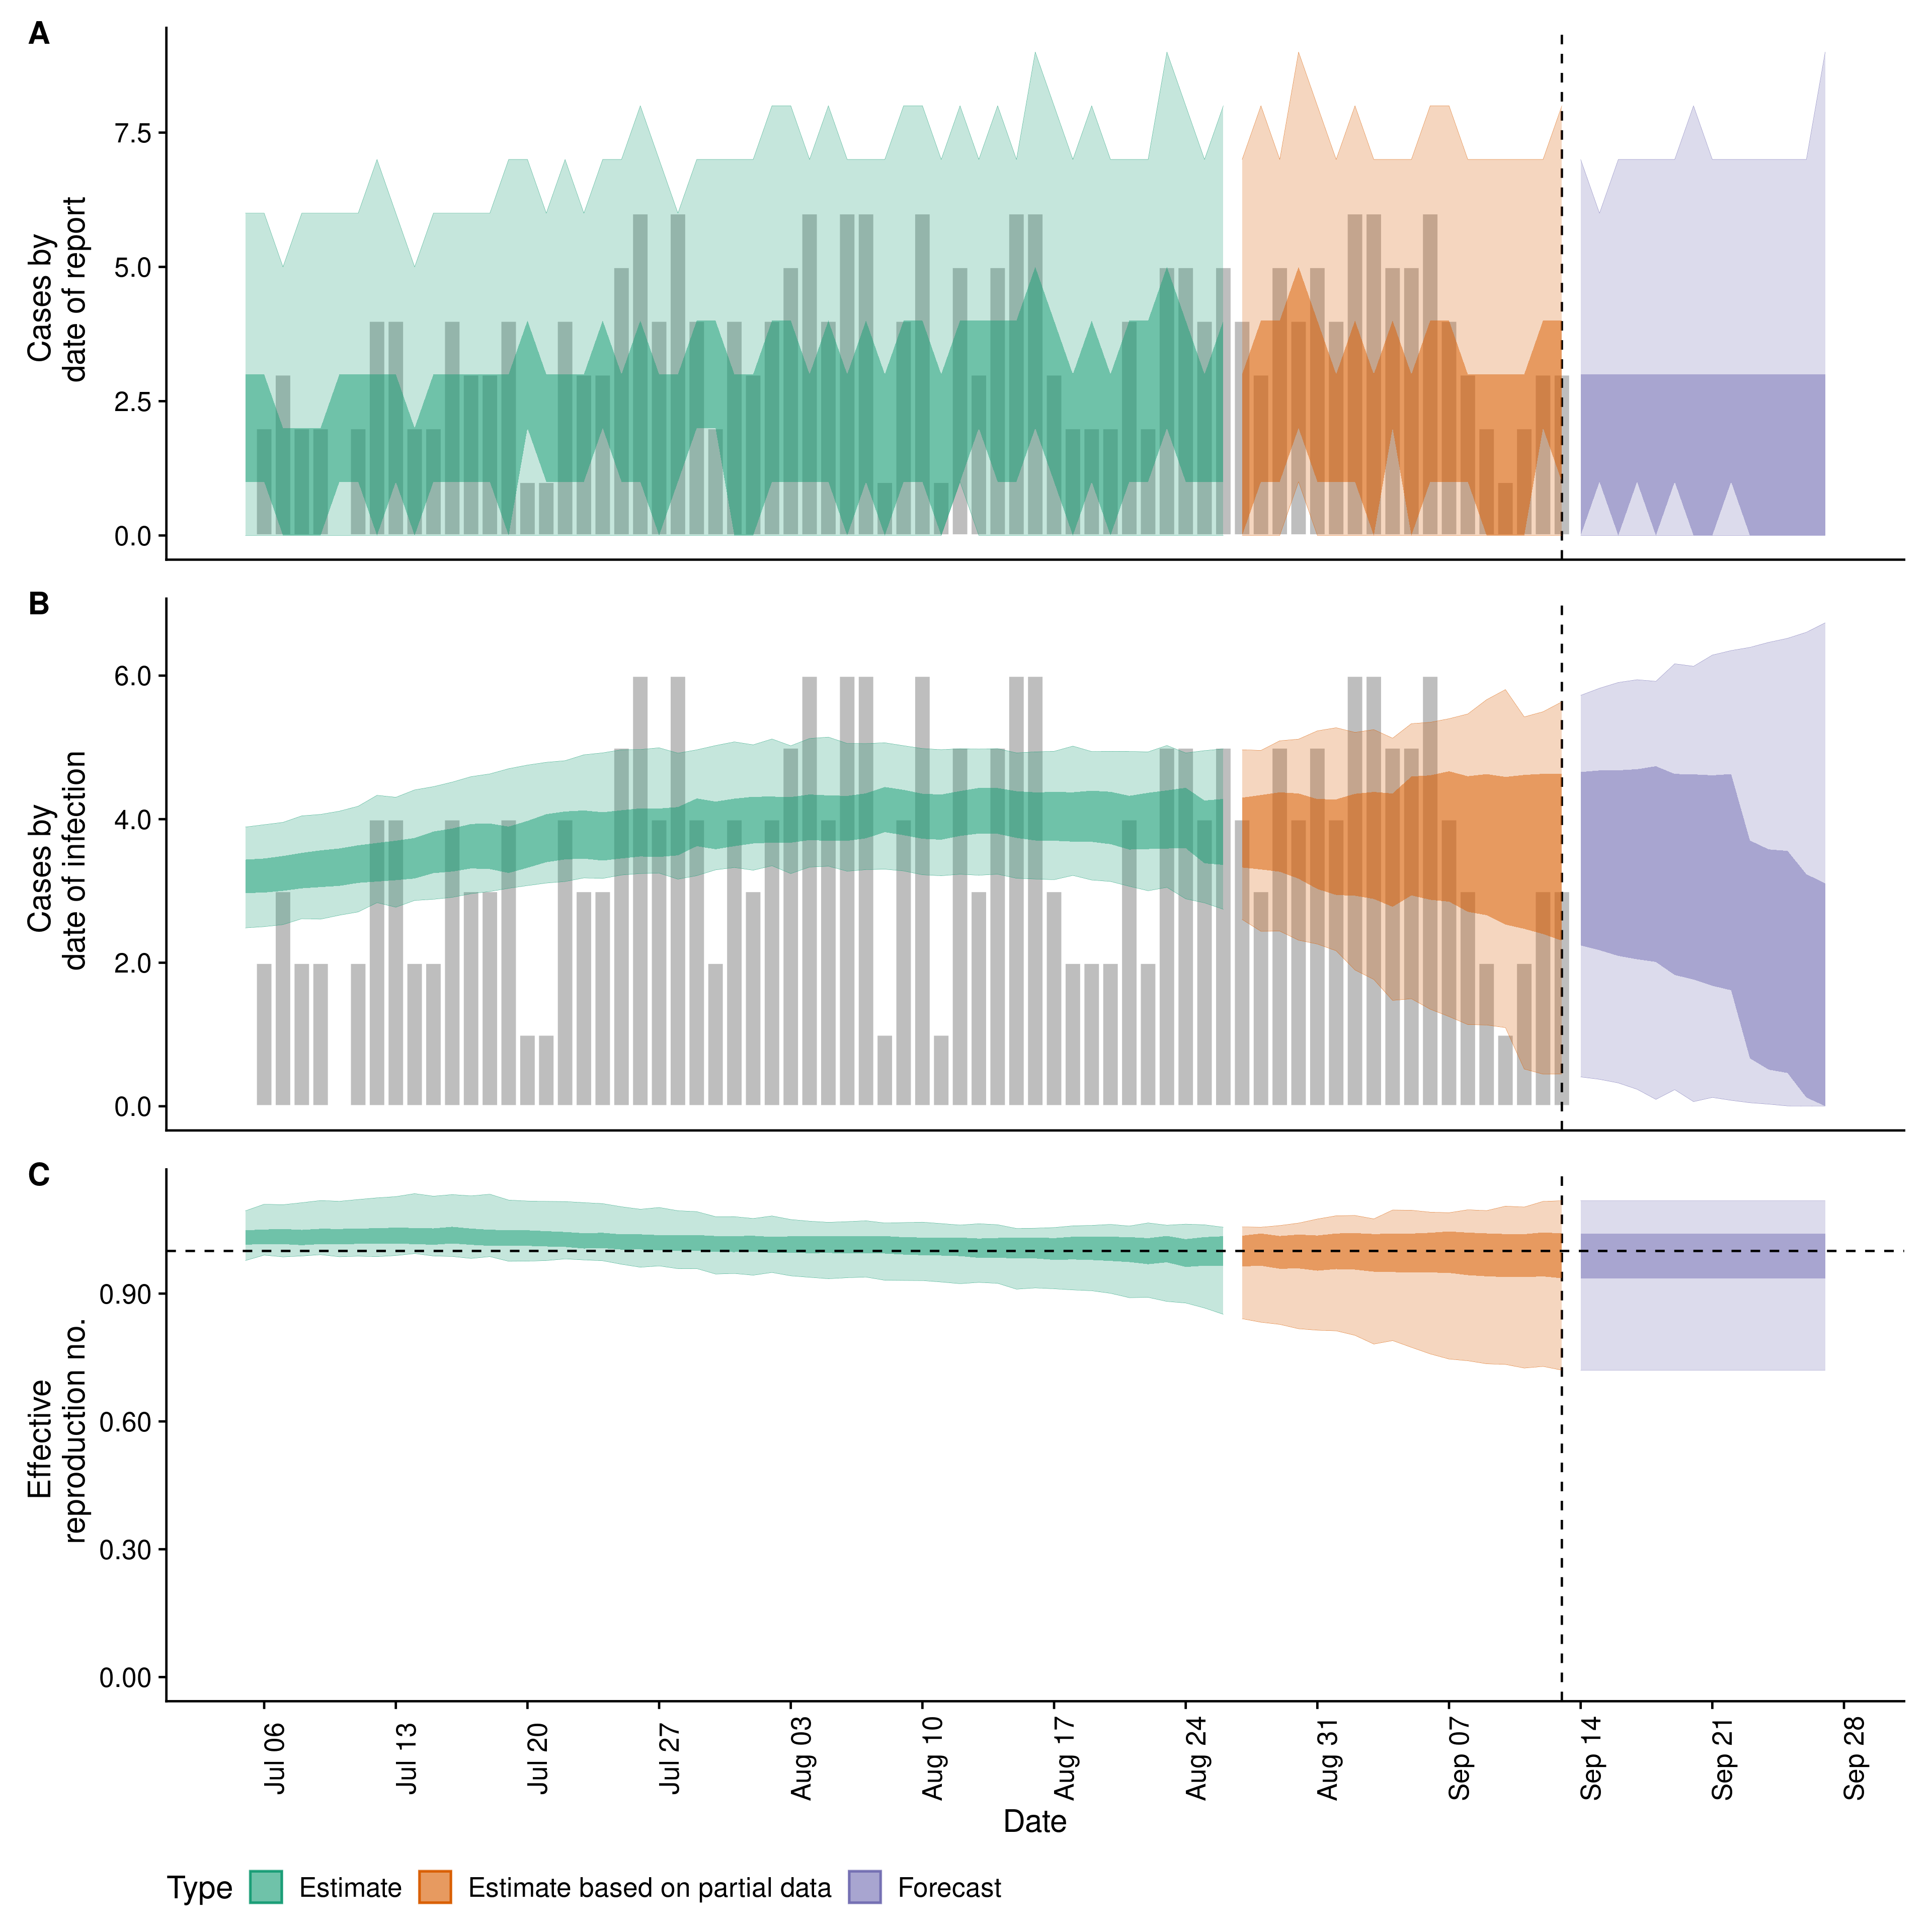 A
Cases by
date of report
7.5
5.0
2.5
0.0
B
Cases by
date of infection
6.0
4.0
2.0
0.0
C
Effective
reproduction no.
0.90
0.60
0.30
0.00
Jul 06
Jul 13
Jul 20
Jul 27
Aug 03
Aug 10
Aug 17
Aug 24
Aug 31
Sep 07
Sep 14
Sep 21
Sep 28
Date
Type Estimate Estimate based on partial data Forecast